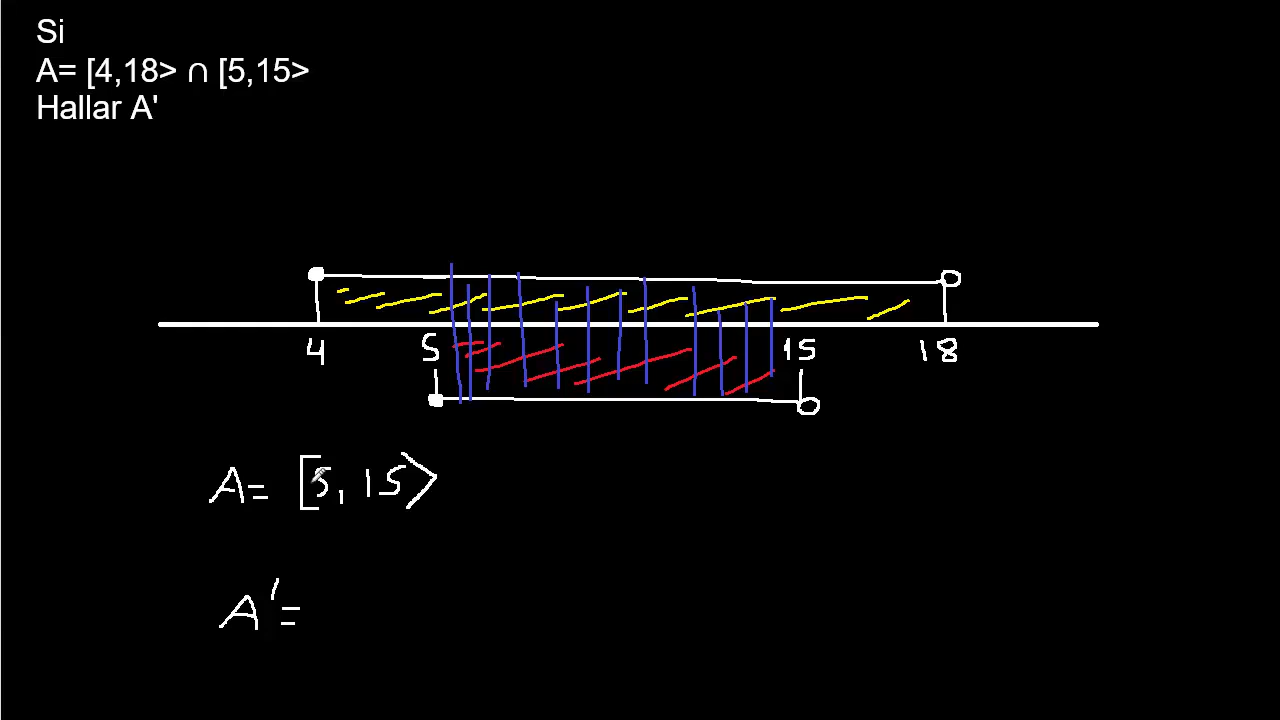 Si
A= [4,18> ∩ [5,15>
Hallar A'
4 5 15 18
A= [5, 15>
A'=